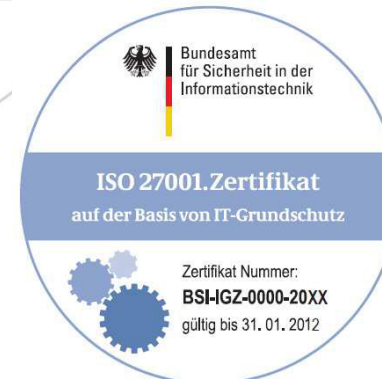 Bundesamt
für Sicherheit in der
Informationstechnik
ISO 27001.Zertifikat
auf der Basis von IT-Grundschutz
Zertifikat Nummer:
BSI-IGZ-0000-20XX
gültig bis 31. 01. 2012